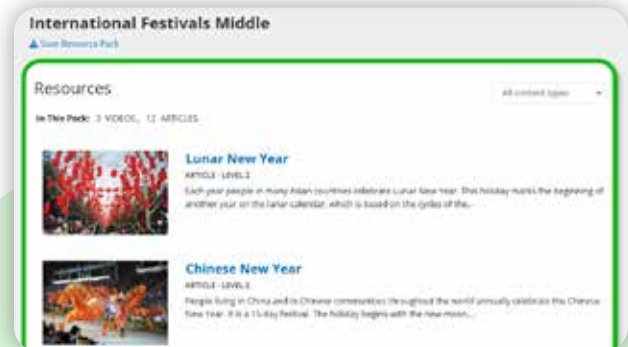 International Festivals Middle
Save Resource Pack
Resources
All content types
In This Pack: 3 VIDEOS, 12 ARTICLES
Lunar New Year
ARTICLE · LEVEL 2
Each year people in many Asian countries celebrate Lunar New Year. This holiday marks the beginning of
another year on the lunar calendar, which is based on the cycles of the...
Chinese New Year
ARTICLE · LEVEL 2
People living in China and in Chinese communities throughout the world annually celebrate the Chinese
New Year. It is a 15-day festival. The holiday begins with the new moon...